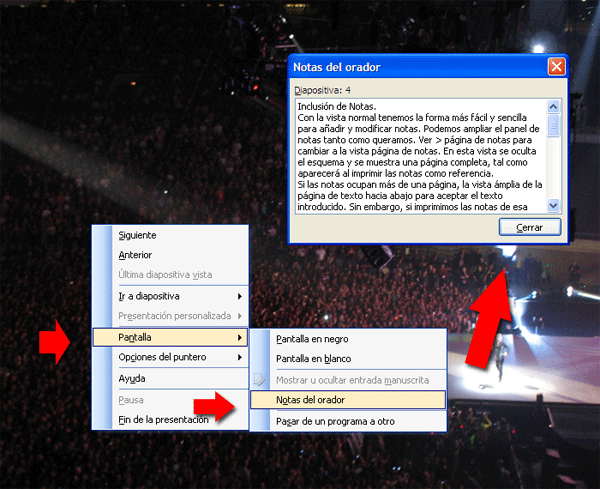 Notas del orador
Diapositiva: 4
Inclusión de Notas.
Con la vista normal tenemos la forma más fácil y sencilla
para añadir y modificar notas. Podemos ampliar el panel de
notas tanto como queramos. Ver > página de notas para
cambiar a la vista página de notas. En esta vista se oculta
el esquema y se muestra una página completa, tal como
aparecerá al imprimir las notas como referencia.
Si las notas ocupan más de una página, la vista ámplia de la
página de texto hacia abajo para aceptar el texto
introducido. Sin embargo, si imprimimos las notas de esa
Cerrar
Siguiente
Anterior
Última diapositiva vista
Ir a diapositiva
Presentación personalizada
Pantalla
Opciones del puntero
Ayuda
Pausa
Fin de la presentación
Pantalla en negro
Pantalla en blanco
Mostrar u ocultar entrada manuscrita
Notas del orador
Pasar de un programa a otro